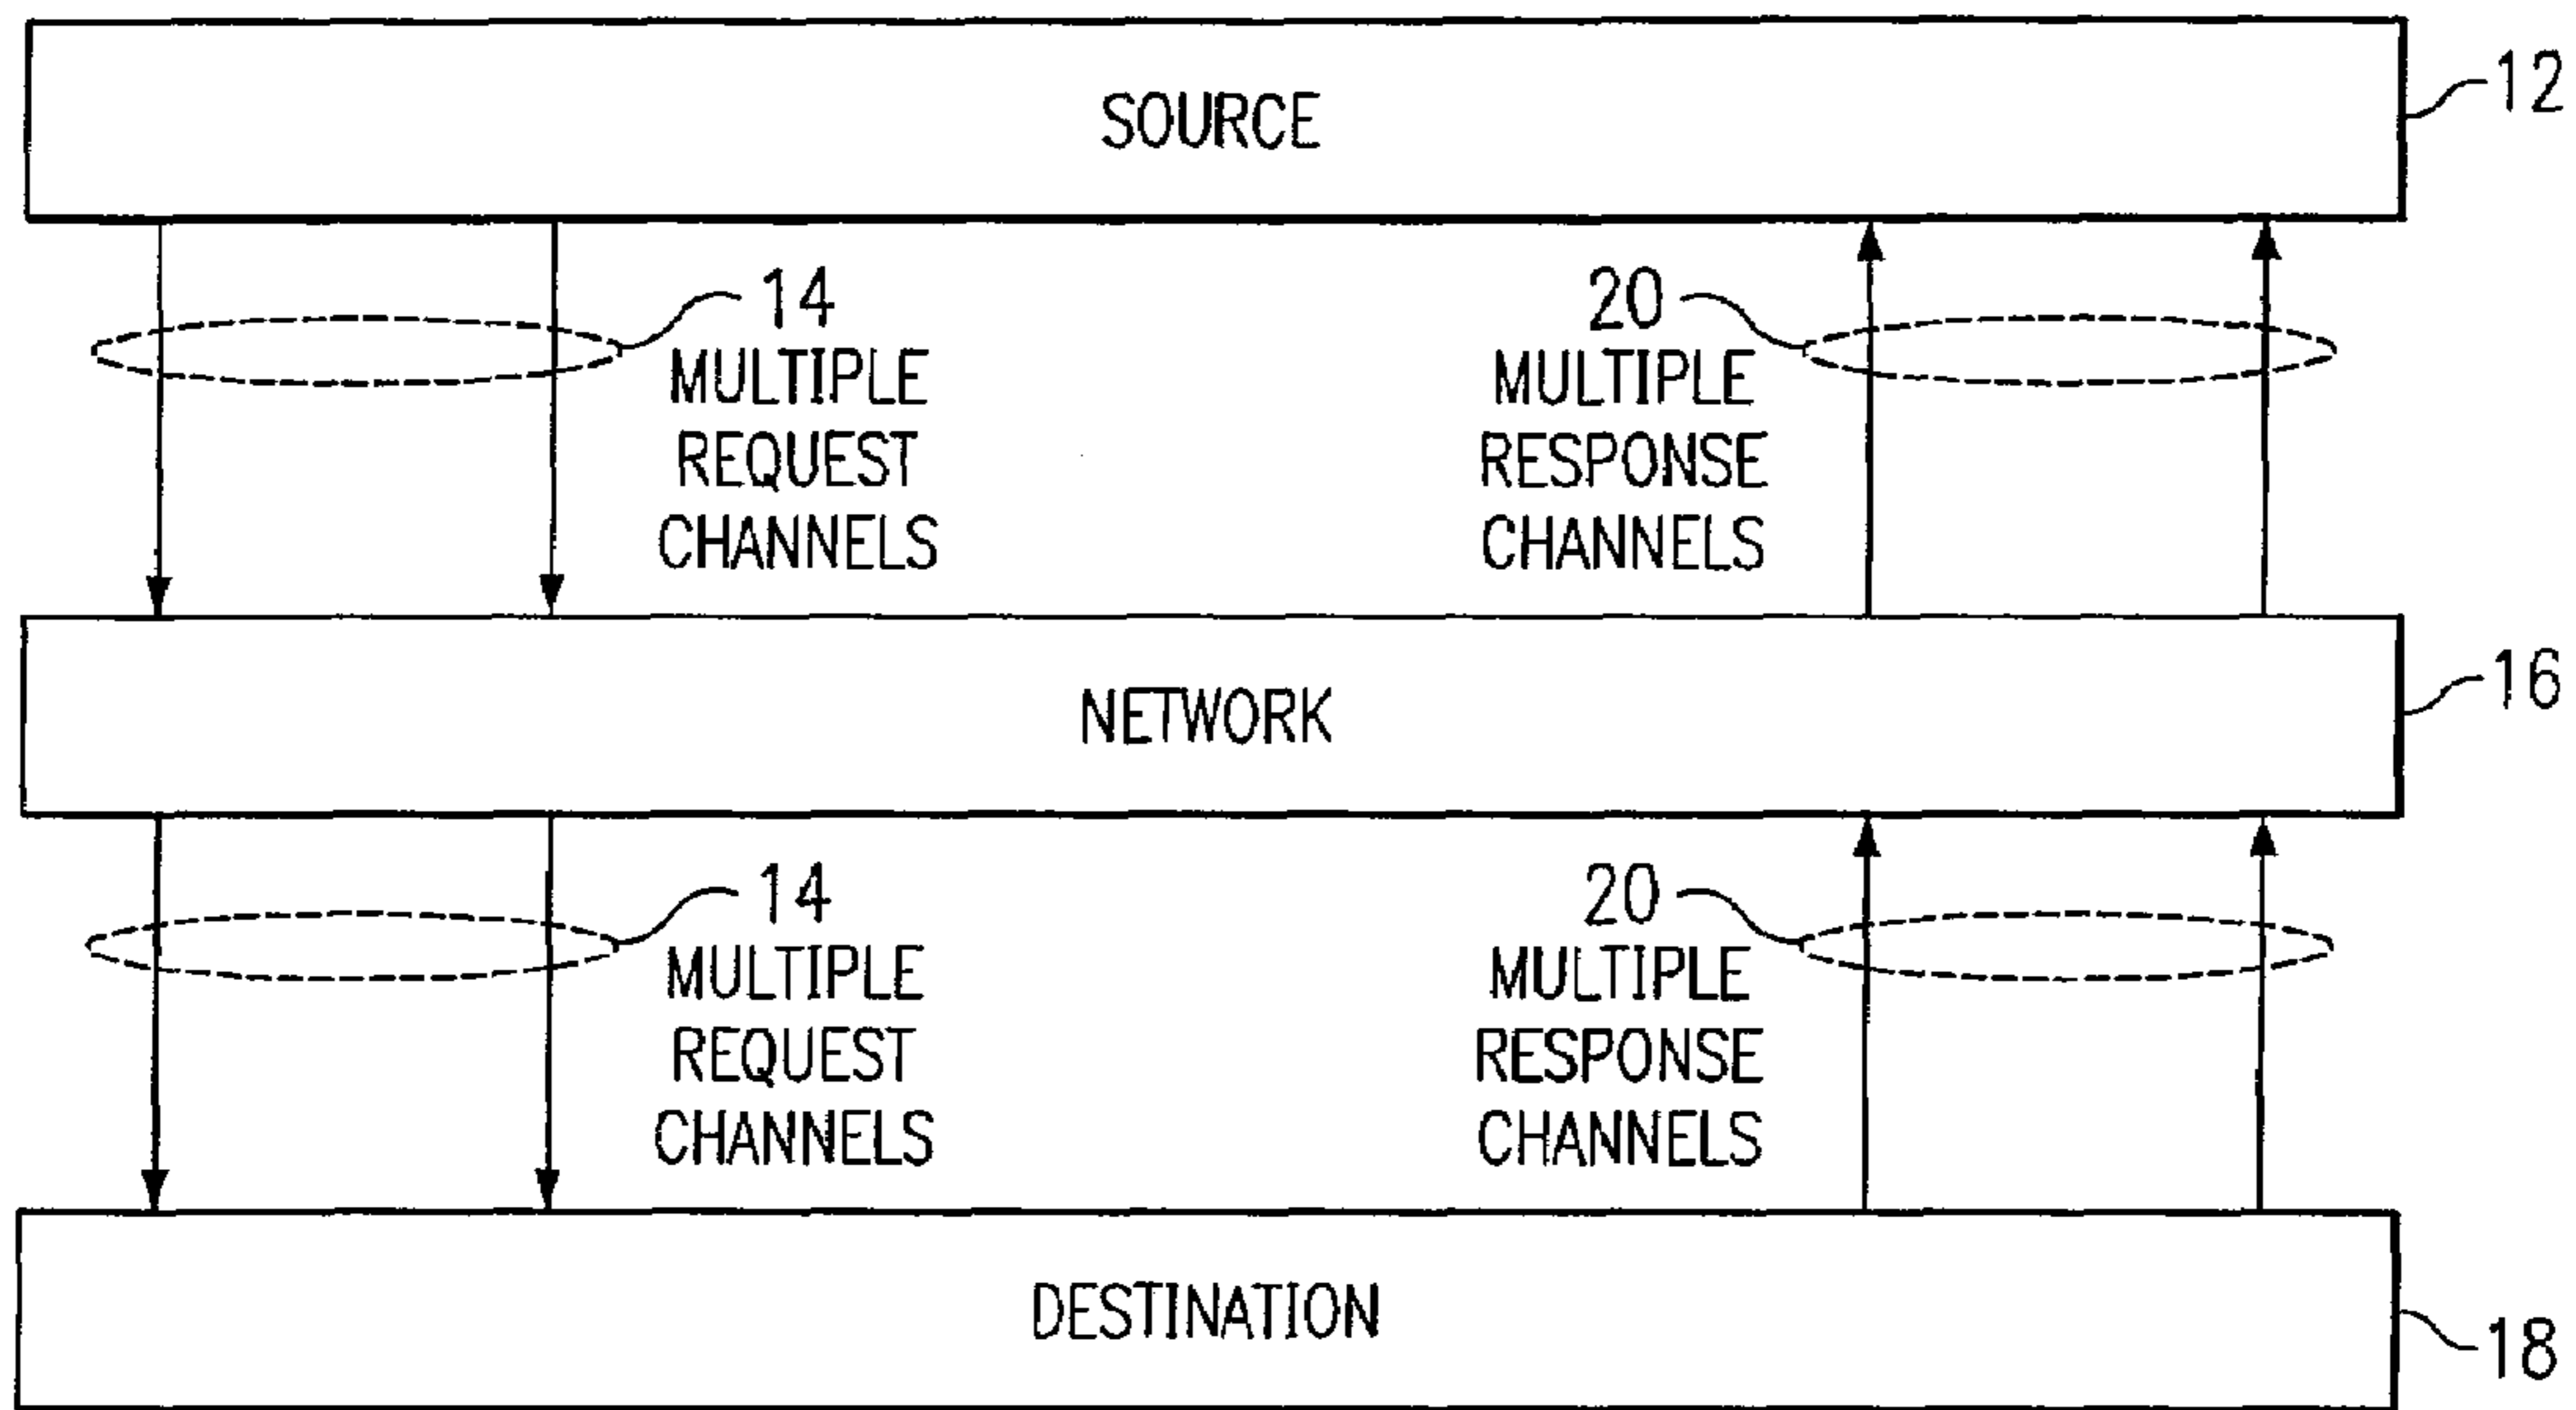 SOURCE
12
14
MULTIPLE
REQUEST
CHANNELS
20
MULTIPLE
RESPONSE
CHANNELS
NETWORK
16
14
MULTIPLE
REQUEST
CHANNELS
20
MULTIPLE
RESPONSE
CHANNELS
DESTINATION
18